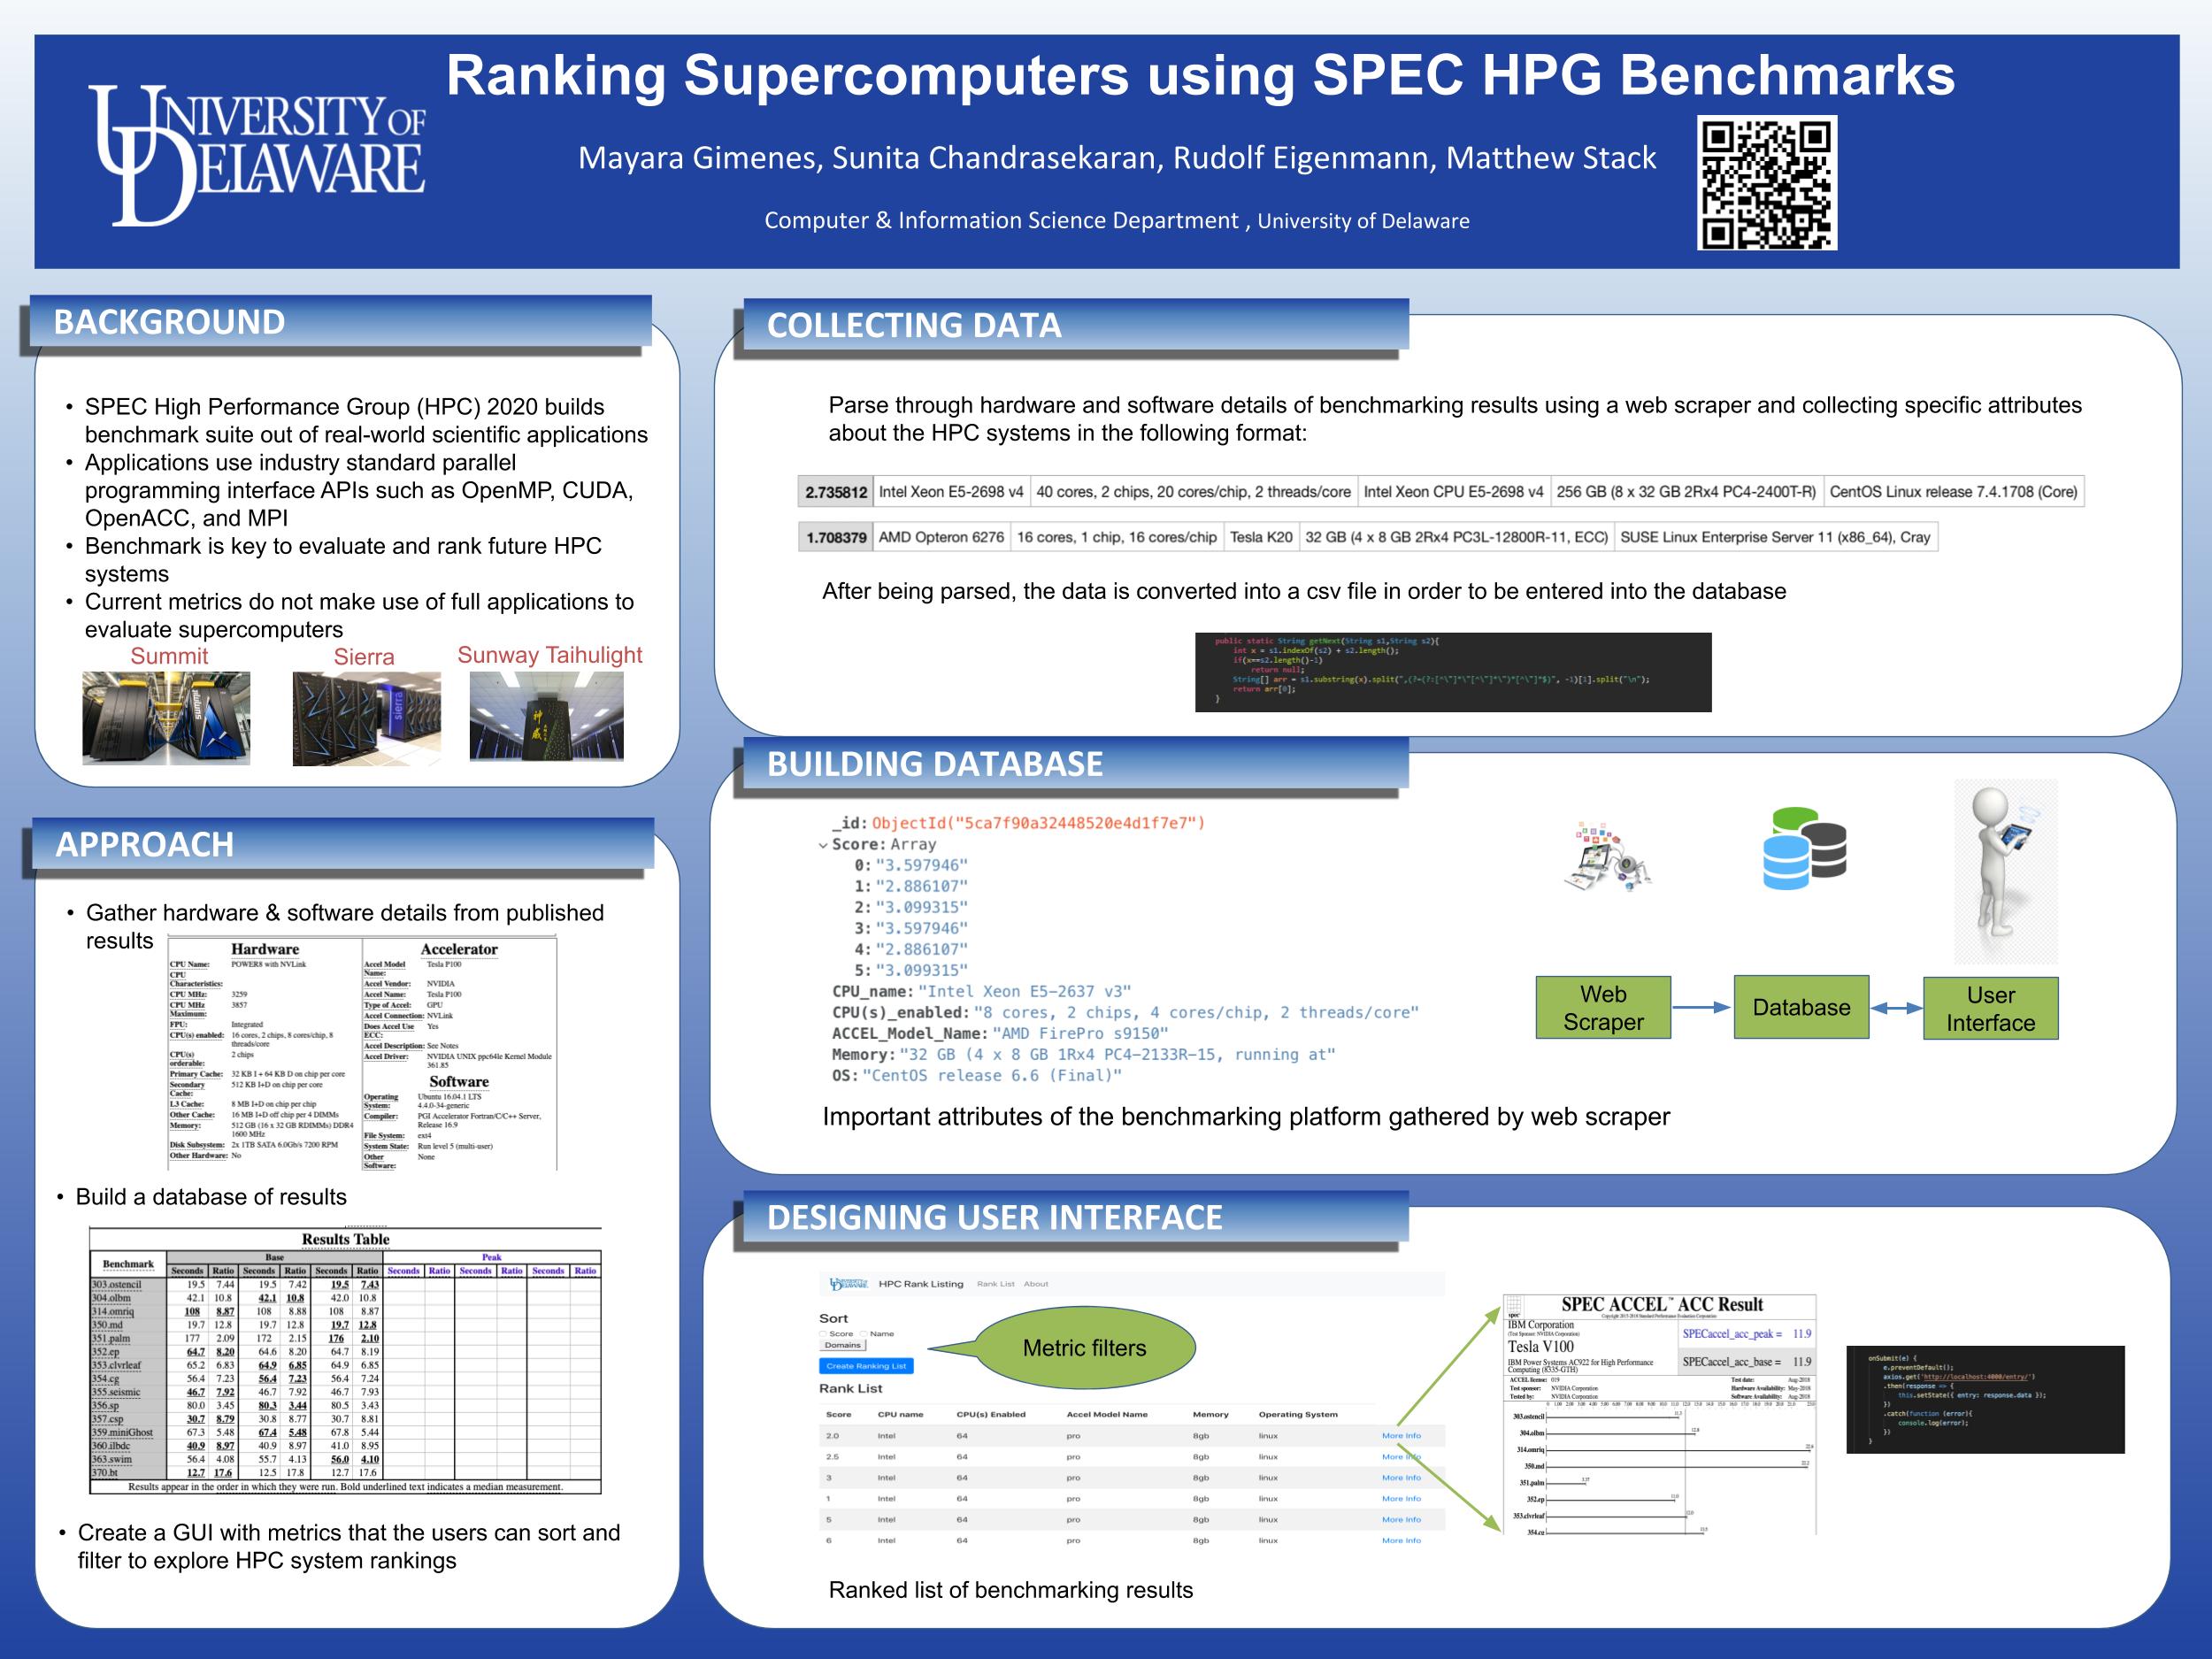 Ranking Supercomputers using SPEC HPG Benchmarks
UNIVERSITY OF
DELAWARE
Mayara Gimenes, Sunita Chandrasekaran, Rudolf Eigenmann, Matthew Stack
Computer & Information Science Department , University of Delaware
BACKGROUND
• SPEC High Performance Group (HPC) 2020 builds
benchmark suite out of real-world scientific applications
• Applications use industry standard parallel
programming interface APIs such as OpenMP, CUDA,
OpenACC, and MPI
• Benchmark is key to evaluate and rank future HPC
systems
• Current metrics do not make use of full applications to
evaluate supercomputers
Summit Sierra Sunway Taihulight
summit
sierra
神
威
APPROACH
• Gather hardware & software details from published
results
Hardware
CPU Name: POWER8 with NVLink
CPU
Characteristics:
CPU MHz: 3259
CPU MHz 3857
Maximum:
FPU: Integrated
CPU(s) enabled: 16 cores, 2 chips, 8 cores/chip, 8
threads/core
CPU(s) 2 chips
orderable:
Primary Cache: 32 KB I + 64 KB D on chip per core
Secondary 512 KB I+D on chip per core
Cache:
L3 Cache: 8 MB I+D on chip per chip
Other Cache: 16 MB I+D off chip per 4 DIMMs
Memory: 512 GB (16 x 32 GB RDIMMs) DDR4
1600 MHz
Disk Subsystem: 2x 1TB SATA 6.0Gb/s 7200 RPM
Other Hardware: No
Accelerator
Accel Model Tesla P100
Name:
Accel Vendor: NVIDIA
Accel Name: Tesla P100
Type of Accel: GPU
Accel Connection: NVLink
Does Accel Use Yes
ECC:
Accel Description: See Notes
Accel Driver: NVIDIA UNIX ppc64le Kernel Module
361.85
Software
Operating Ubuntu 16.04.1 LTS
System: 4.4.0-34-generic
Compiler: PGI Accelerator Fortran/C/C++ Server,
Release 16.9
File System: ext4
System State: Run level 5 (multi-user)
Other None
Software:
• Build a database of results
Results Table
Benchmark Base Peak
Seconds Ratio Seconds Ratio Seconds Ratio Seconds Ratio Seconds Ratio Seconds Ratio
303.ostencil 19.5 7.44 19.5 7.42 19.5 7.43
304.olbm 42.1 10.8 42.1 10.8 42.0 10.8
314.omriq 108 8.87 108 8.88 108 8.87
350.md 19.7 12.8 19.7 12.8 19.7 12.8
351.palm 177 2.09 172 2.15 176 2.10
352.ep 64.7 8.20 64.6 8.20 64.7 8.19
353.clvrleaf 65.2 6.83 64.9 6.85 64.9 6.85
354.cg 56.4 7.23 56.4 7.23 56.4 7.24
355.seismic 46.7 7.92 46.7 7.92 46.7 7.93
356.sp 80.0 3.45 80.3 3.44 80.5 3.43
357.csp 30.7 8.79 30.8 8.77 30.7 8.81
359.miniGhost 67.3 5.48 67.4 5.48 67.8 5.44
360.ilbdc 40.9 8.97 40.9 8.97 41.0 8.95
363.swim 56.4 4.08 55.7 4.13 56.0 4.10
370.bt 12.7 17.6 12.5 17.8 12.7 17.6
Results appear in the order in which they were run. Bold underlined text indicates a median measurement.
• Create a GUI with metrics that the users can sort and
filter to explore HPC system rankings
COLLECTING DATA
Parse through hardware and software details of benchmarking results using a web scraper and collecting specific attributes
about the HPC systems in the following format:
2.735812 Intel Xeon E5-2698 v4 40 cores, 2 chips, 20 cores/chip, 2 threads/core Intel Xeon CPU E5-2698 v4 256 GB (8 x 32 GB 2Rx4 PC4-2400T-R) CentOS Linux release 7.4.1708 (Core)
1.708379 AMD Opteron 6276 16 cores, 1 chip, 16 cores/chip Tesla K20 32 GB (4 x 8 GB 2Rx4 PC3L-12800R-11, ECC) SUSE Linux Enterprise Server 11 (x86_64), Cray
After being parsed, the data is converted into a csv file in order to be entered into the database
public static String getNext(String s1,String s2){
int x = s1.indexOf(s2) + s2.length();
if(x==s2.length()-1)
return null;
String[] arr = s1.substring(x).split(",(?=(?:[^\"]*\"[^\"]*\")*[^\"]*$)", -1)[1].split("\n");
return arr[0];
}
BUILDING DATABASE
_id: ObjectId("5ca7f90a32448520e4d1f7e7")
Score: Array
0: "3.597946"
1: "2.886107"
2: "3.099315"
3: "3.597946"
4: "2.886107"
5: "3.099315"
CPU_name: "Intel Xeon E5-2637 v3"
CPU(s)_enabled: "8 cores, 2 chips, 4 cores/chip, 2 threads/core"
ACCEL_Model_Name: "AMD FirePro s9150"
Memory: "32 GB (4 x 8 GB 1Rx4 PC4-2133R-15, running at"
OS: "CentOS release 6.6 (Final)"
Web
Scraper
Database
User
Interface
Important attributes of the benchmarking platform gathered by web scraper
DESIGNING USER INTERFACE
UNIVERSITY OF DELAWARE HPC Rank Listing Rank List About
Sort
Score Name
Domains
Create Ranking List
Metric filters
Rank List
Score CPU name CPU(s) Enabled Accel Model Name Memory Operating System
2.0 Intel 64 pro 8gb linux More Info
2.5 Intel 64 pro 8gb linux More Info
3 Intel 64 pro 8gb linux More Info
1 Intel 64 pro 8gb linux More Info
5 Intel 64 pro 8gb linux More Info
6 Intel 64 pro 8gb linux More Info
Ranked list of benchmarking results
spec
SPEC ACCEL™ ACC Result
IBM Corporation
(Test Sponsor: NVIDIA Corporation)
Tesla V100
IBM Power Systems AC922 for High Performance
Computing (8335-GTH)
SPECaccel_acc_peak = 11.9
SPECaccel_acc_base = 11.9
ACCEL license: 019
Test sponsor: NVIDIA Corporation
Tested by: NVIDIA Corporation
Test date: Aug-2018
Hardware Availability: May-2018
Software Availability: Aug-2018
303.ostencil
304.olbm
314.omriq
350.md
351.palm
352.ep
353.clvrleaf
354.cg
onSubmit(e) {
e.preventDefault();
axios.get('http://localhost:4000/entry/')
.then(response => {
this.setState({ entry: response.data });
})
.catch(function (error){
console.log(error);
})
}